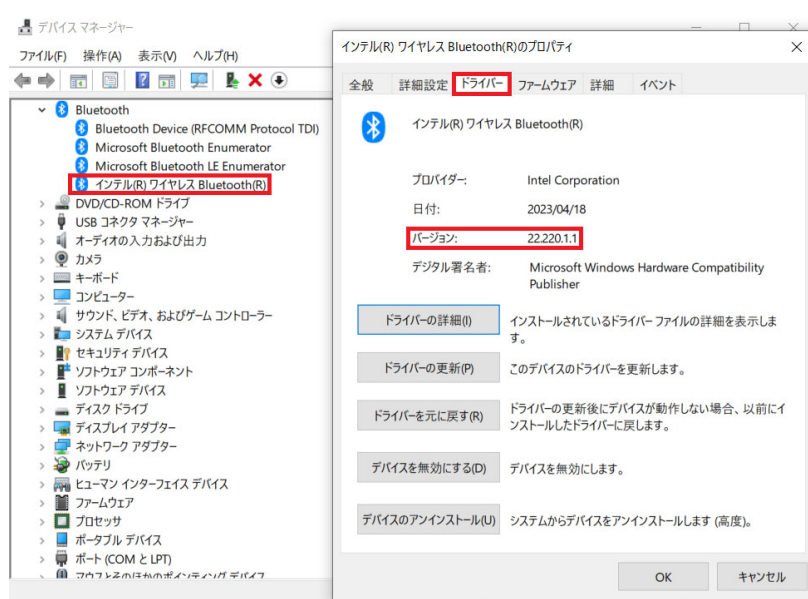 デバイス マネージャー
ファイル(F) 操作(A) 表示(V) ヘルプ(H)
Bluetooth
Bluetooth Device (RFCOMM Protocol TDI)
Microsoft Bluetooth Enumerator
Microsoft Bluetooth LE Enumerator
インテル(R) ワイヤレス Bluetooth(R)
DVD/CD-ROM ドライブ
USB コネクタ マネージャー
オーディオの入力および出力
カメラ
キーボード
コンピューター
サウンド、ビデオ、およびゲーム コントローラー
システム デバイス
セキュリティ デバイス
ソフトウェア コンポーネント
ソフトウェア デバイス
ディスク ドライブ
ディスプレイ アダプター
ネットワーク アダプター
バッテリ
ヒューマン インターフェイス デバイス
ファームウェア
プロセッサ
ポータブル デバイス
ポート (COM と LPT)
マウスとそのほかのポインティング デバイス
インテル(R) ワイヤレス Bluetooth(R)のプロパティ
全般 詳細設定 ドライバー ファームウェア 詳細 イベント
インテル(R) ワイヤレス Bluetooth(R)
プロバイダー: Intel Corporation
日付: 2023/04/18
バージョン: 22.220.1.1
デジタル署名者: Microsoft Windows Hardware Compatibility
Publisher
ドライバーの詳細(I) インストールされているドライバー ファイルの詳細を表示しま
す。
ドライバーの更新(P) このデバイスのドライバーを更新します。
ドライバーを元に戻す(R) ドライバーの更新後にデバイスが動作しない場合、以前にイ
ンストールしたドライバーに戻します。
デバイスを無効にする(D) デバイスを無効にします。
デバイスのアンインストール(U) システムからデバイスをアンインストールします (高度)。
OK キャンセル